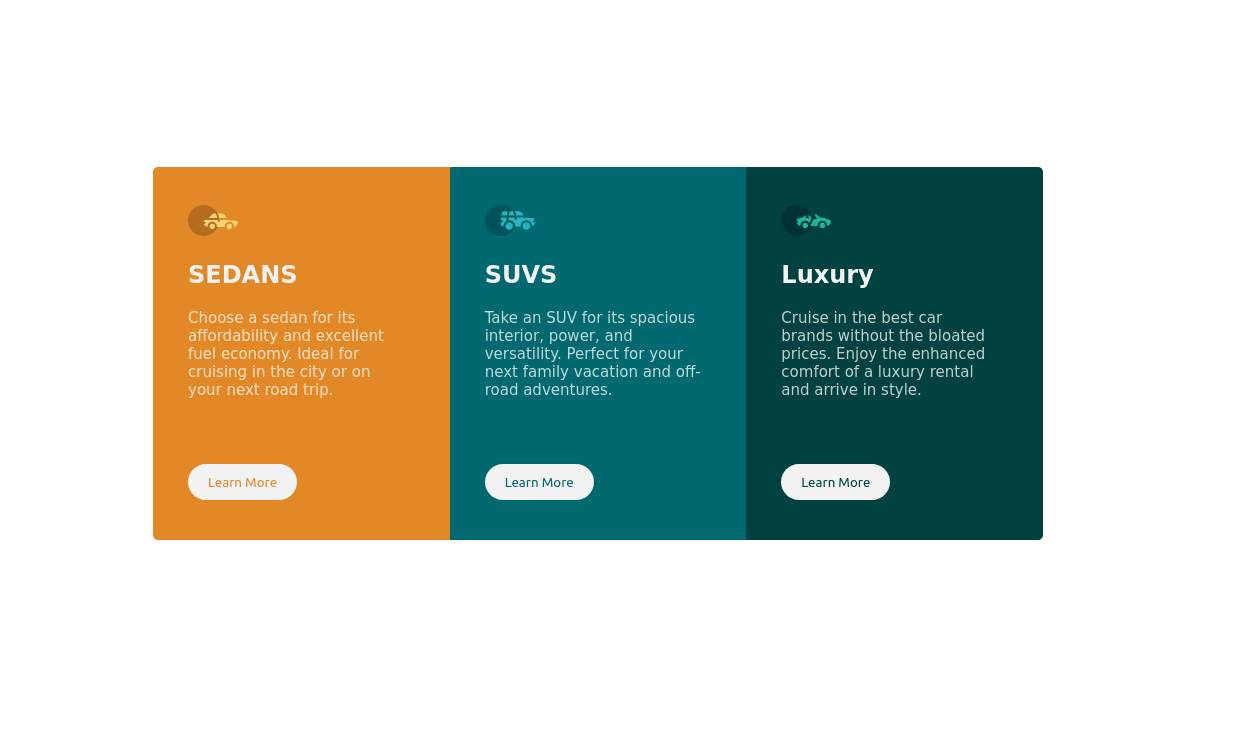 SEDANS
Choose a sedan for its
affordability and excellent
fuel economy. Ideal for
cruising in the city or on
your next road trip.
Learn More
SUVS
Take an SUV for its spacious
interior, power, and
versatility. Perfect for your
next family vacation and off-
road adventures.
Learn More
Luxury
Cruise in the best car
brands without the bloated
prices. Enjoy the enhanced
comfort of a luxury rental
and arrive in style.
Learn More